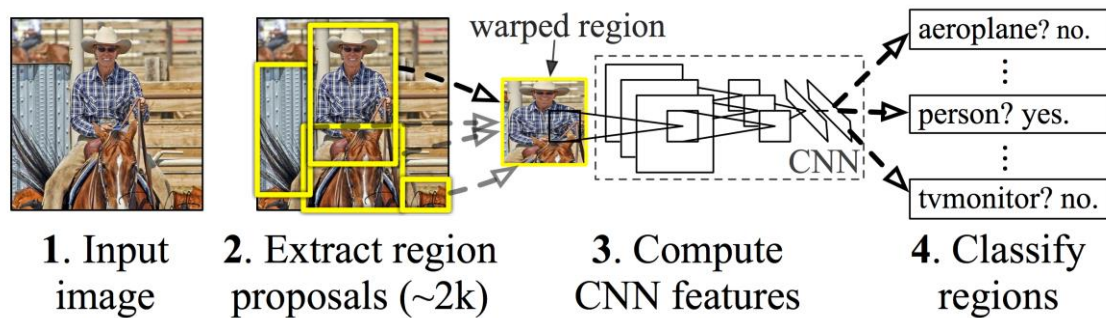 warped region
aeroplane? no.
⋮
person? yes.
⋮
CNN
tvmonitor? no.
1. Input
image
2. Extract region
proposals (~2k)
3. Compute
CNN features
4. Classify
regions